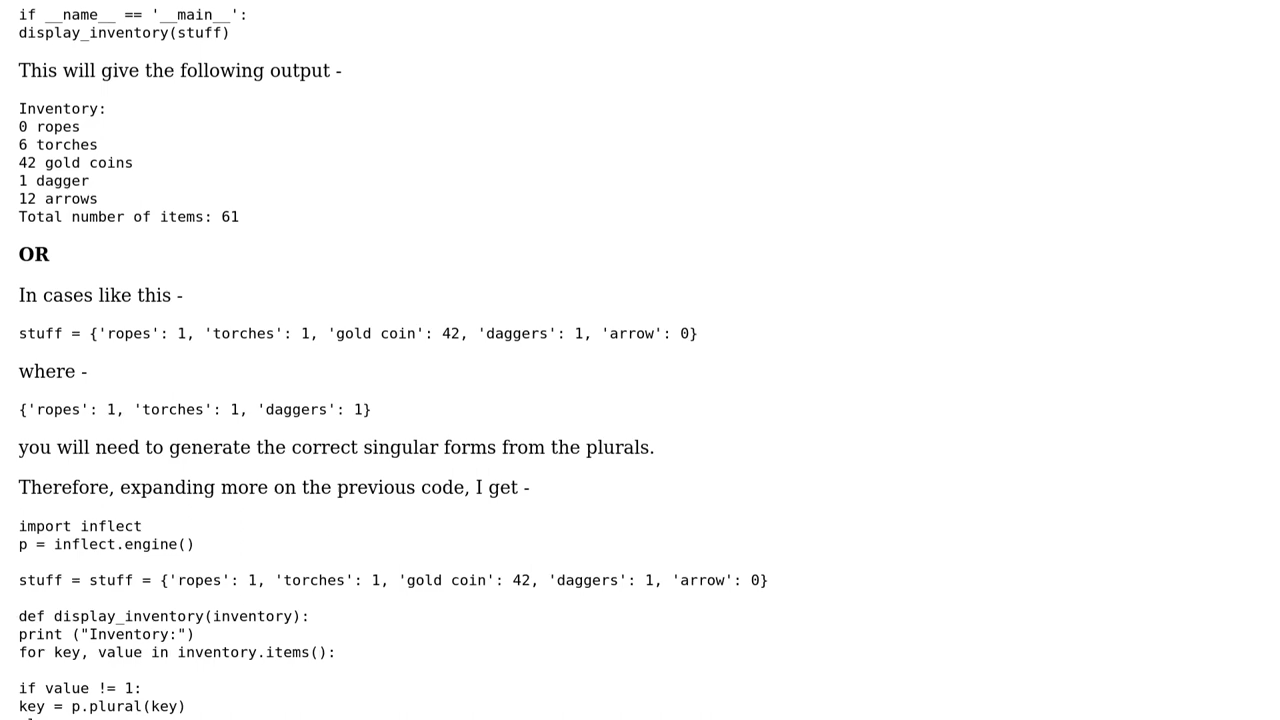 if __name__ == '__main__':
display_inventory(stuff)
This will give the following output -
Inventory:
0 ropes
6 torches
42 gold coins
1 dagger
12 arrows
Total number of items: 61
OR
In cases like this -
stuff = {'ropes': 1, 'torches': 1, 'gold coin': 42, 'daggers': 1, 'arrow': 0}
where -
{'ropes': 1, 'torches': 1, 'daggers': 1}
you will need to generate the correct singular forms from the plurals.
Therefore, expanding more on the previous code, I get -
import inflect
p = inflect.engine()
stuff = stuff = {'ropes': 1, 'torches': 1, 'gold coin': 42, 'daggers': 1, 'arrow': 0}
def display_inventory(inventory):
print ("Inventory:")
for key, value in inventory.items():
if value != 1:
key = p.plural(key)